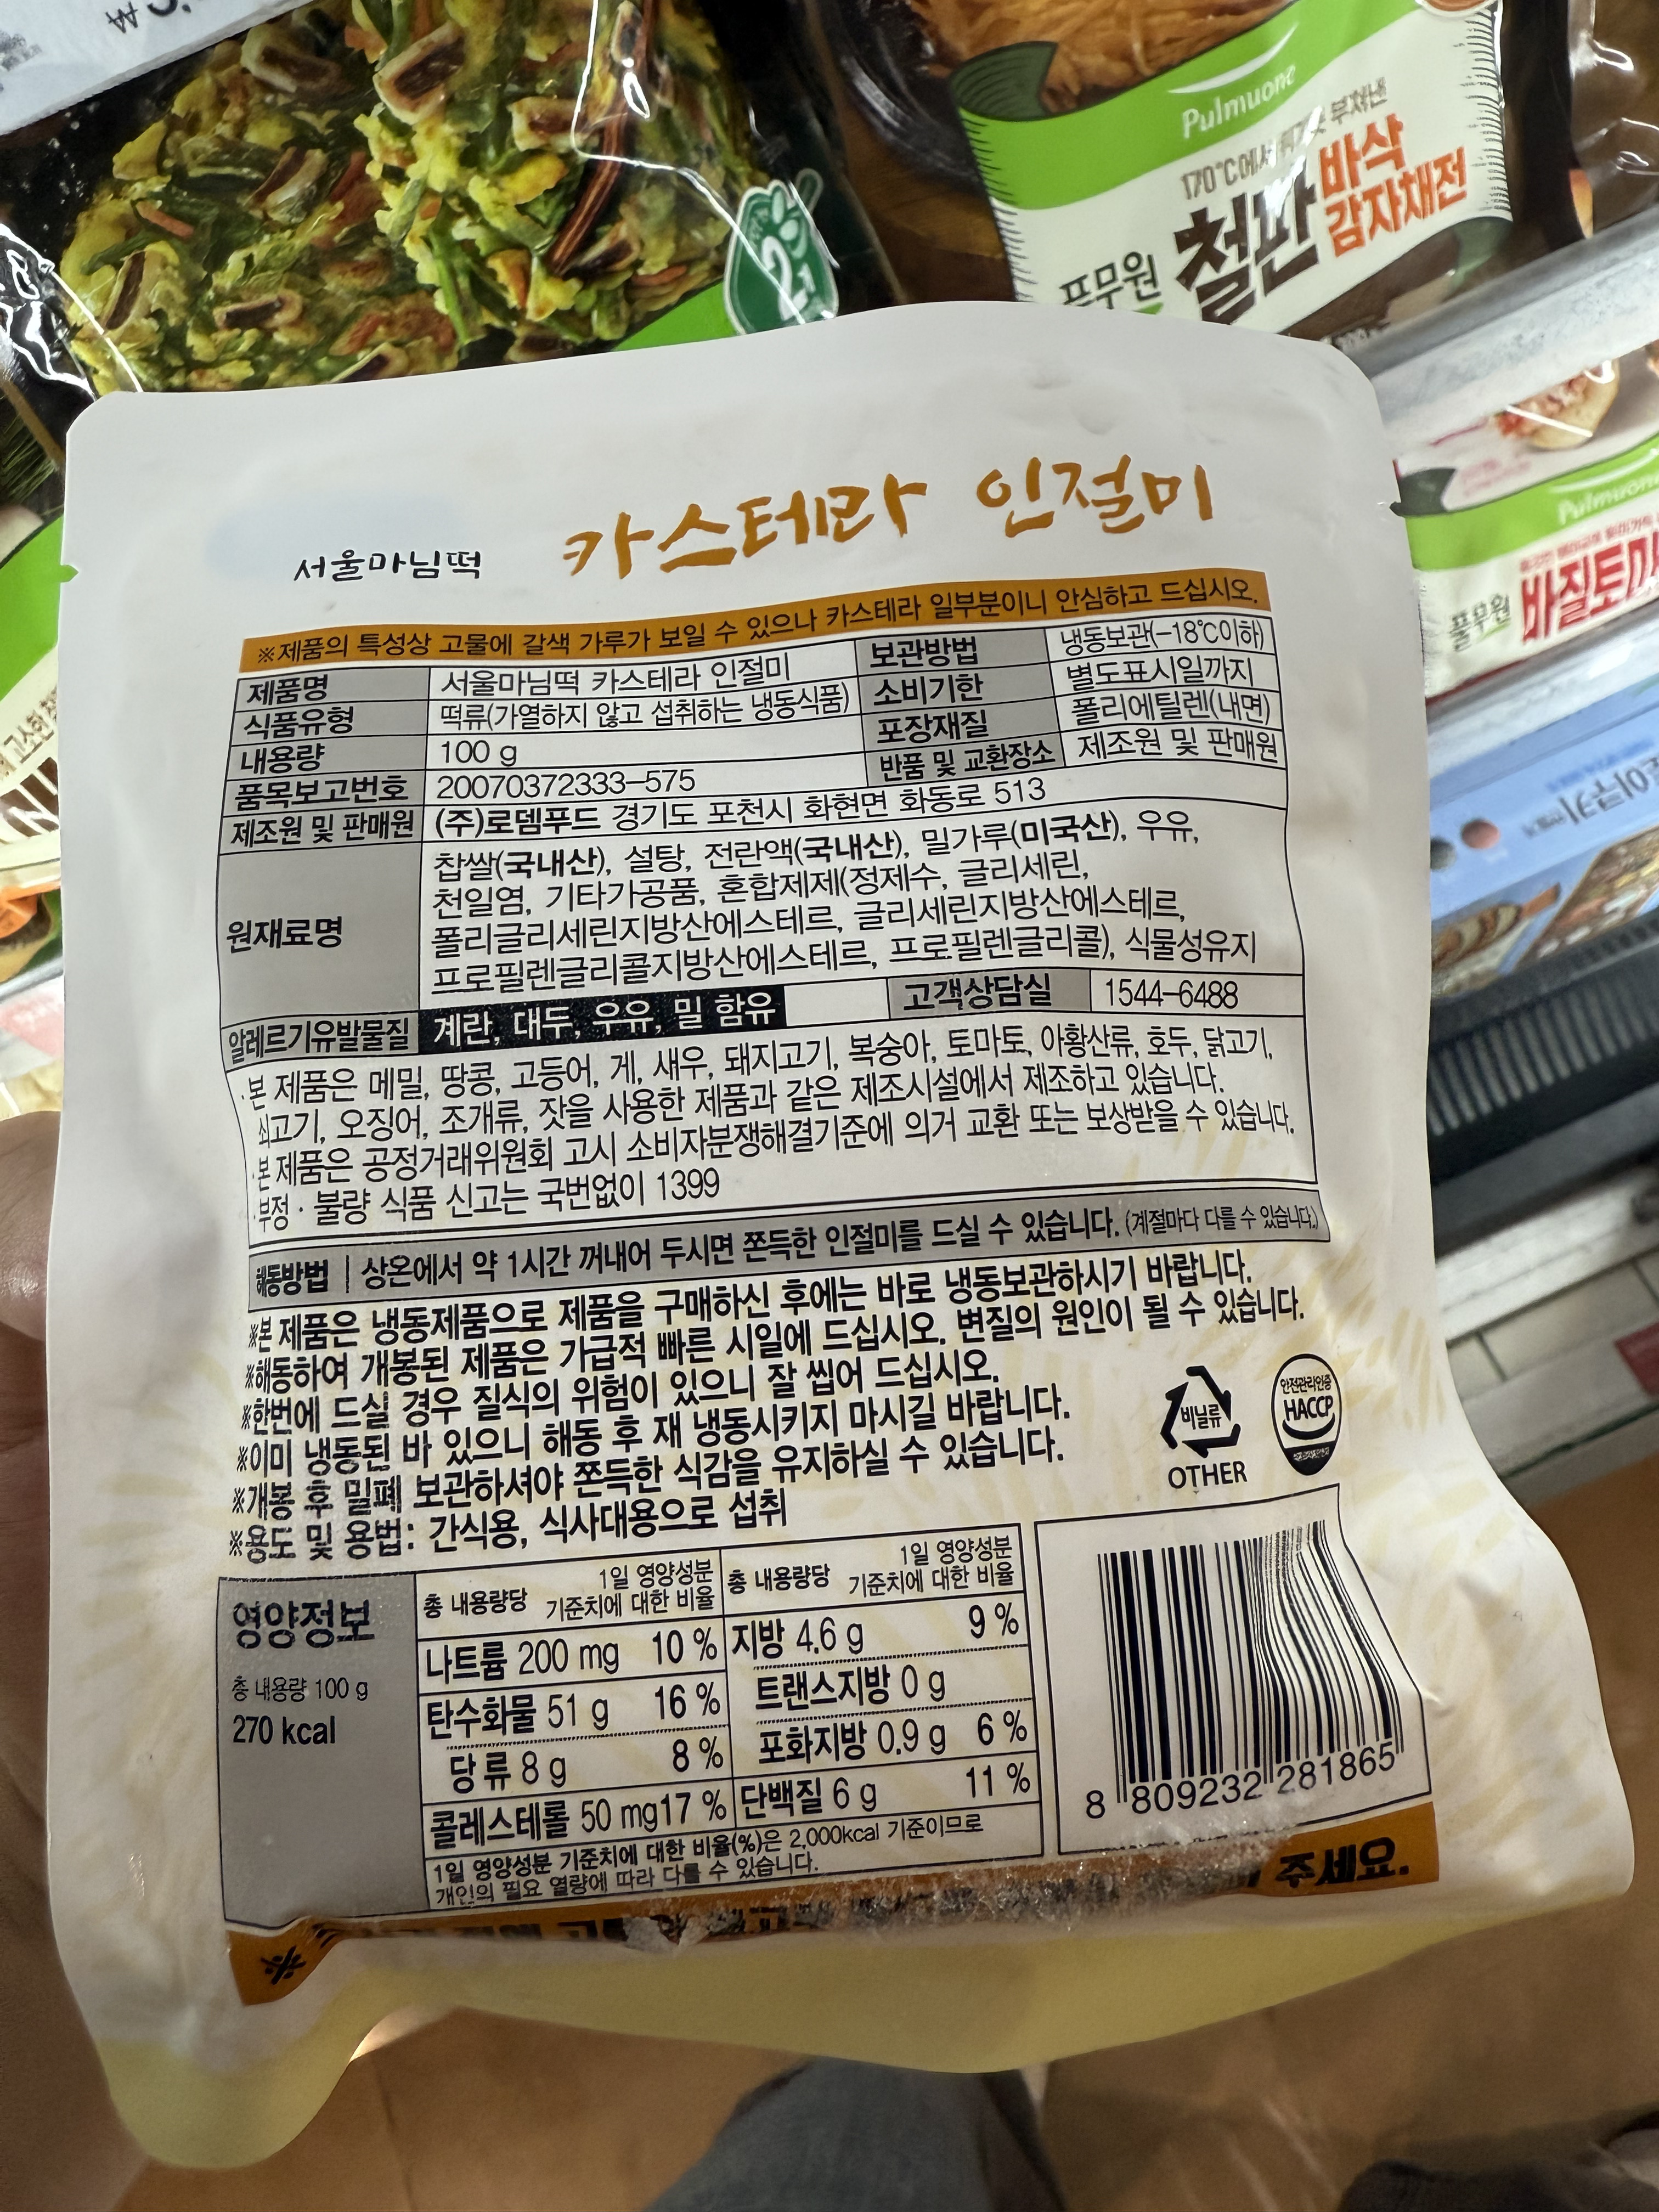 Pulmuone
170℃에서
풀무원 철판 바삭 감자채전
Pulmuone
풀무원 바질토마
서울마님떡 카스테라 인절미
※제품의 특성상 고물에 갈색 가루가 보일 수 있으나 카스테라 일부분이니 안심하고 드십시오.
제품명 서울마님떡 카스테라 인절미 보관방법 냉동보관(-18℃이하)
식품유형 떡류(가열하지 않고 섭취하는 냉동식품) 소비기한 별도표시일까지
내용량 100 g 포장재질 폴리에틸렌(내면)
품목보고번호 20070372333-575 반품 및 교환장소 제조원 및 판매원
제조원 및 판매원 (주)로뎀푸드 경기도 포천시 화현면 화동로 513
원재료명 찹쌀(국내산), 설탕, 전란액(국내산), 밀가루(미국산), 우유,
천일염, 기타가공품, 혼합제제(정제수, 글리세린,
폴리글리세린지방산에스테르, 글리세린지방산에스테르,
프로필렌글리콜지방산에스테르, 프로필렌글리콜), 식물성유지
알레르기유발물질 계란, 대두, 우유, 밀 함유 고객상담실 1544-6488
·본 제품은 메밀, 땅콩, 고등어, 게, 새우, 돼지고기, 복숭아, 토마토, 아황산류, 호두, 닭고기,
쇠고기, 오징어, 조개류, 잣을 사용한 제품과 같은 제조시설에서 제조하고 있습니다.
·본 제품은 공정거래위원회 고시 소비자분쟁해결기준에 의거 교환 또는 보상받을 수 있습니다.
·부정·불량 식품 신고는 국번없이 1399
해동방법 | 상온에서 약 1시간 꺼내어 두시면 쫀득한 인절미를 드실 수 있습니다. (계절마다 다를 수 있습니다.)
※본 제품은 냉동제품으로 제품을 구매하신 후에는 바로 냉동보관하시기 바랍니다.
※해동하여 개봉된 제품은 가급적 빠른 시일에 드십시오. 변질의 원인이 될 수 있습니다.
※한번에 드실 경우 질식의 위험이 있으니 잘 씹어 드십시오.
※이미 냉동된 바 있으니 해동 후 재 냉동시키지 마시길 바랍니다.
※개봉 후 밀폐 보관하셔야 쫀득한 식감을 유지하실 수 있습니다.
※용도 및 용법: 간식용, 식사대용으로 섭취
비닐류
OTHER
안전관리인증
HACCP
영양정보
총 내용량 100 g
270 kcal
총 내용량당 1일 영양성분 기준치에 대한 비율 총 내용량당 1일 영양성분 기준치에 대한 비율
나트륨 200 mg 10 % 지방 4.6 g 9 %
탄수화물 51 g 16 % 트랜스지방 0 g
당류 8 g 8 % 포화지방 0.9 g 6 %
콜레스테롤 50 mg 17 % 단백질 6 g 11 %
1일 영양성분 기준치에 대한 비율(%)은 2,000kcal 기준이므로
개인의 필요 열량에 따라 다를 수 있습니다.
8 809232 281865
※ 주세요.